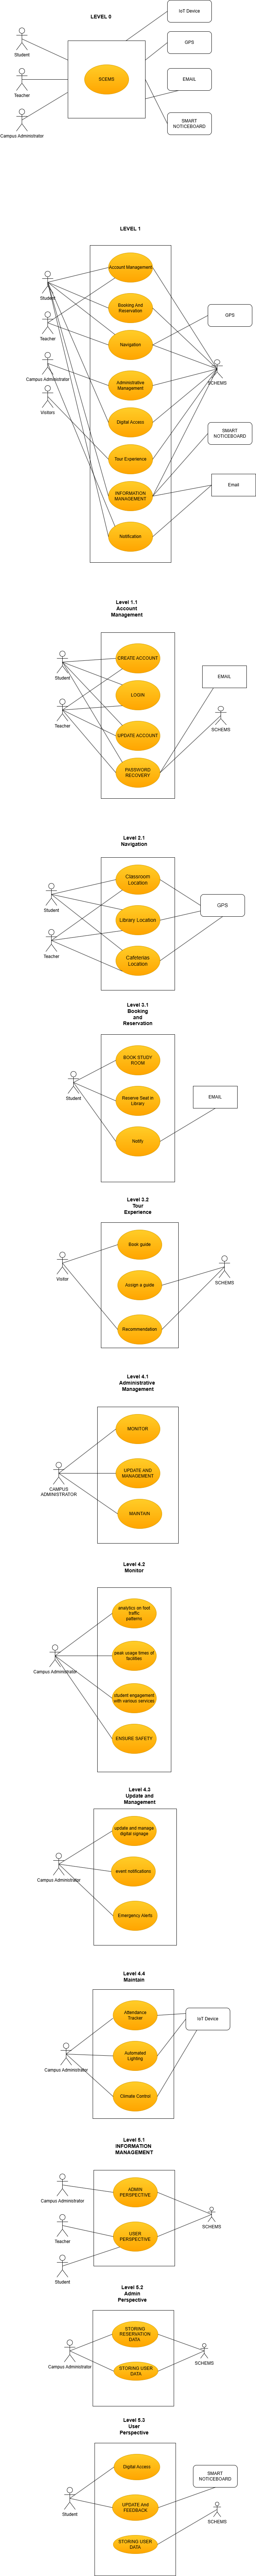 LEVEL 0
IoT Device
GPS
EMAIL
SMART
NOTICEBOARD
Student
Teacher
Campus Administrator
SCEMS
LEVEL 1
Student
Teacher
Campus Administrator
Visitors
Account Management
Booking And
Reservation
Navigation
Administrative
Management
Digital Access
Tour Experience
INFORMATION
MANAGEMENT
Notification
GPS
SCHEMS
SMART
NOTICEBOARD
Email
Level 1.1
Account
Management
Student
Teacher
CREATE ACCOUNT
LOGIN
UPDATE ACCOUNT
PASSWORD
RECOVERY
EMAIL
SCHEMS
Level 2.1
Navigation
Student
Teacher
Classroom
Location
Library Location
Cafeterias
Location
GPS
Level 3.1
Booking
and
Reservation
Student
BOOK STUDY
ROOM
Reserve Seat in
Library
Notify
EMAIL
Level 3.2
Tour
Experience
Visitor
Book guide
Assign a guide
Recommendation
SCHEMS
Level 4.1
Administrative
Management
CAMPUS
ADMINISTRATOR
MONITOR
UPDATE AND
MANAGEMENT
MAINTAIN
Level 4.2
Monitor
Campus Administrator
analytics on foot
traffic
patterns
peak usage times of
facilities
student engagement
with various services
ENSURE SAFETY
Level 4.3
Update and
Management
Campus Administrator
update and manage
digital signage
event notifications
Emergency Alerts
Level 4.4
Maintain
Campus Administrator
Attendance
Tracker
Automated
Lighting
Climate Control
IoT Device
Level 5.1
INFORMATION
MANAGEMENT
Campus Administrator
Teacher
Student
ADMIN
PERSPECTIVE
USER
PERSPECTIVE
SCHEMS
Level 5.2
Admin
Perspective
Campus Administrator
STORING
RESERVATION
DATA
STORING USER
DATA
SCHEMS
Level 5.3
User
Perspective
Student
Digital Access
UPDATE And
FEEDBACK
STORING USER
DATA
SMART
NOTICEBOARD
SCHEMS